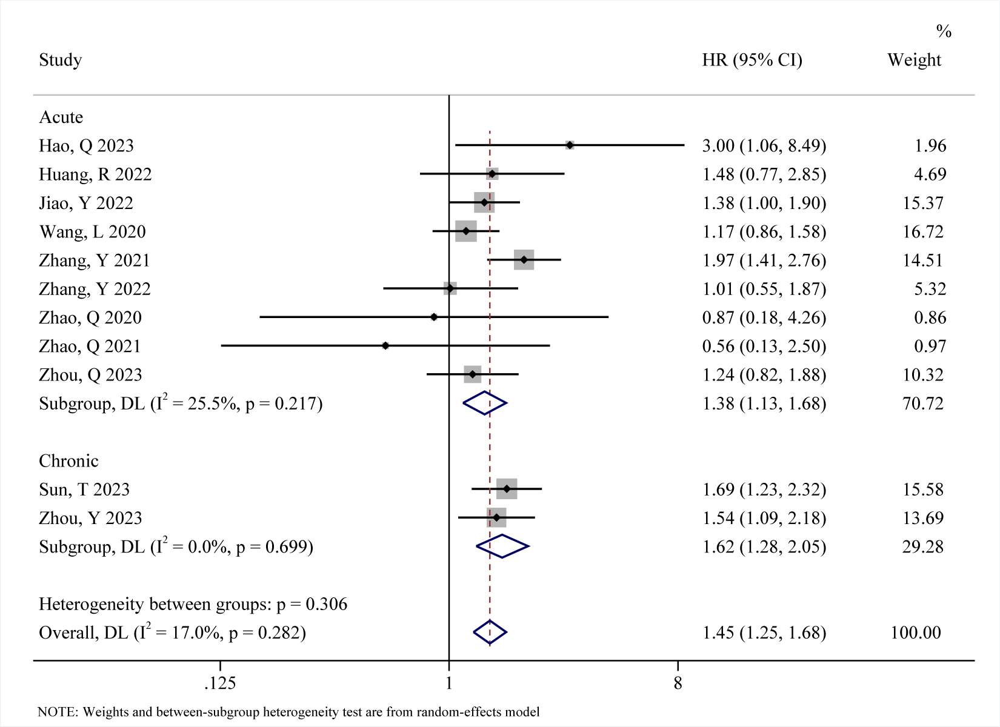 %
Study HR (95% CI) Weight
Acute
Hao, Q 2023 3.00 (1.06, 8.49) 1.96
Huang, R 2022 1.48 (0.77, 2.85) 4.69
Jiao, Y 2022 1.38 (1.00, 1.90) 15.37
Wang, L 2020 1.17 (0.86, 1.58) 16.72
Zhang, Y 2021 1.97 (1.41, 2.76) 14.51
Zhang, Y 2022 1.01 (0.55, 1.87) 5.32
Zhao, Q 2020 0.87 (0.18, 4.26) 0.86
Zhao, Q 2021 0.56 (0.13, 2.50) 0.97
Zhou, Q 2023 1.24 (0.82, 1.88) 10.32
Subgroup, DL (I² = 25.5%, p = 0.217) 1.38 (1.13, 1.68) 70.72
Chronic
Sun, T 2023 1.69 (1.23, 2.32) 15.58
Zhou, Y 2023 1.54 (1.09, 2.18) 13.69
Subgroup, DL (I² = 0.0%, p = 0.699) 1.62 (1.28, 2.05) 29.28
Heterogeneity between groups: p = 0.306
Overall, DL (I² = 17.0%, p = 0.282) 1.45 (1.25, 1.68) 100.00
.125 1 8
NOTE: Weights and between-subgroup heterogeneity test are from random-effects model